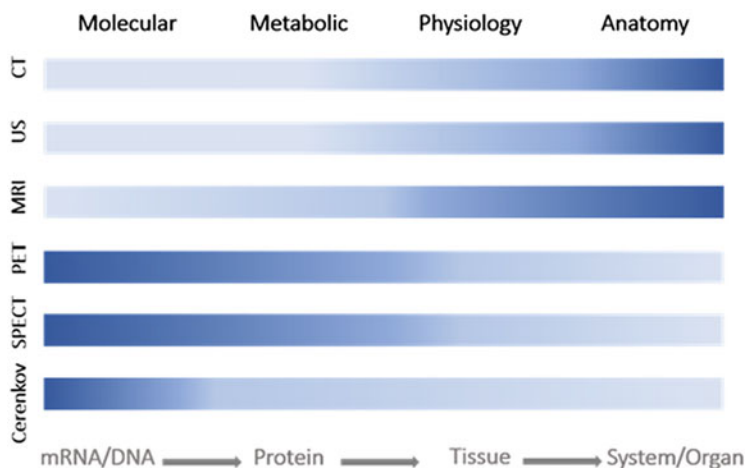 Molecular Metabolic Physiology Anatomy
CT
US
MRI
PET
SPECT
Cerenkov
mRNA/DNA Protein Tissue System/Organ